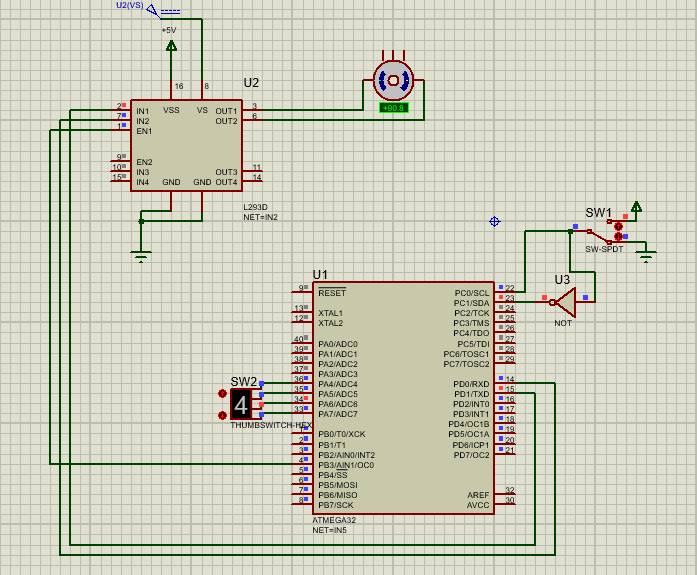 U2(VS)
+5V
16 8 U2
2 IN1 VSS VS OUT1 3
7 IN2 OUT2 6
1 EN1
+90.6
9 EN2
10 IN3 OUT3 11
15 IN4 GND GND OUT4 14
L293D
NET=IN2
SW1
SW-SPDT
U3
NOT
U1
9 RESET PC0/SCL 22
PC1/SDA 23
13 XTAL1 PC2/TCK 24
12 XTAL2 PC3/TMS 25
PC4/TDO 26
40 PA0/ADC0 PC5/TDI 27
39 PA1/ADC1 PC6/TOSC1 28
38 PA2/ADC2 PC7/TOSC2 29
37 PA3/ADC3
SW2
4
36 PA4/ADC4 PD0/RXD 14
35 PA5/ADC5 PD1/TXD 15
34 PA6/ADC6 PD2/INT0 16
33 PA7/ADC7 PD3/INT1 17
THUMBSWITCH-HEX
PD4/OC1B 18
1 PB0/T0/XCK PD5/OC1A 19
2 PB1/T1 PD6/ICP1 20
3 PB2/AIN0/INT2 PD7/OC2 21
4 PB3/AIN1/OC0
5 PB4/SS
6 PB5/MOSI
7 PB6/MISO AREF 32
8 PB7/SCK AVCC 30
ATMEGA32
NET=IN5